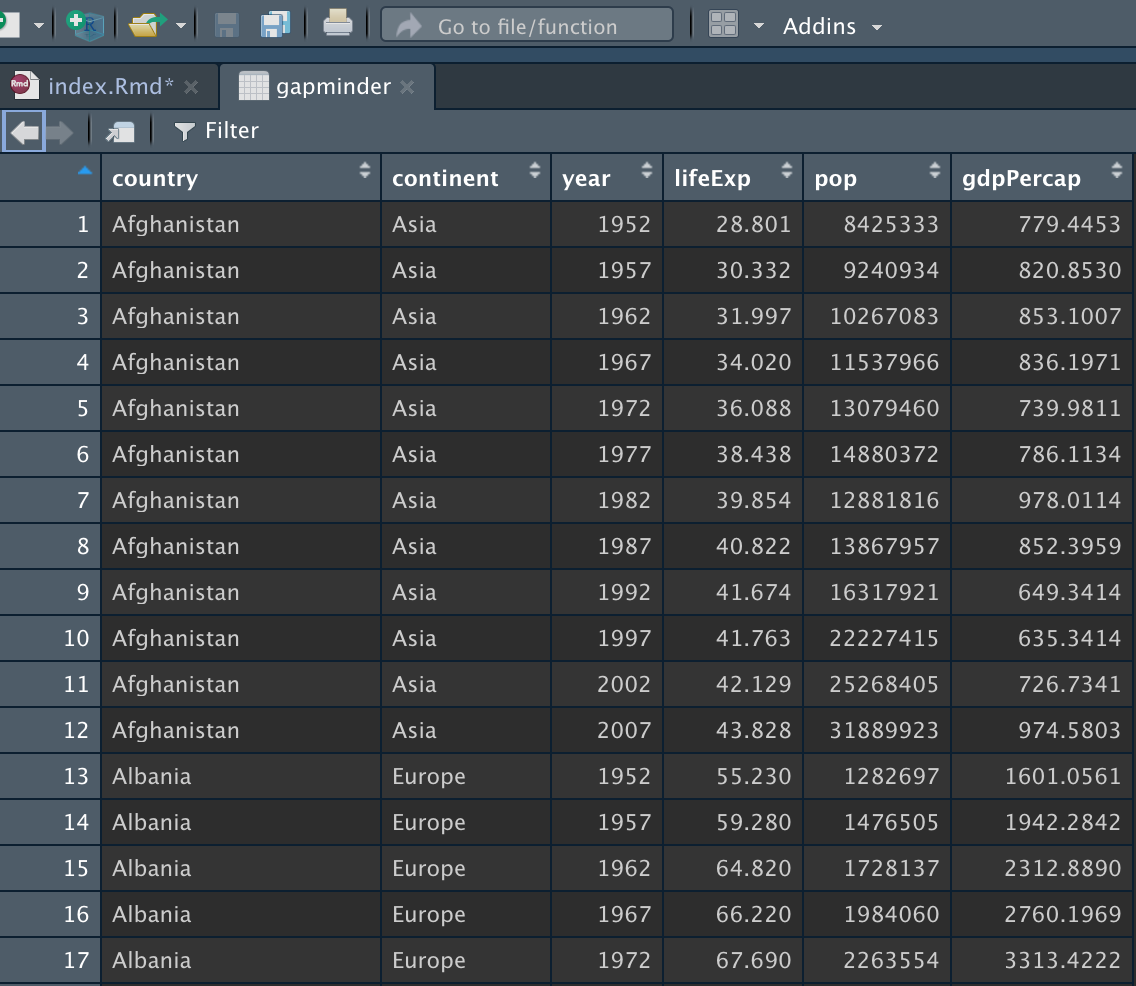 R Go to file/function Addins
Rmd index.Rmd* gapminder
Filter
country continent year lifeExp pop gdpPercap
1 Afghanistan Asia 1952 28.801 8425333 779.4453
2 Afghanistan Asia 1957 30.332 9240934 820.8530
3 Afghanistan Asia 1962 31.997 10267083 853.1007
4 Afghanistan Asia 1967 34.020 11537966 836.1971
5 Afghanistan Asia 1972 36.088 13079460 739.9811
6 Afghanistan Asia 1977 38.438 14880372 786.1134
7 Afghanistan Asia 1982 39.854 12881816 978.0114
8 Afghanistan Asia 1987 40.822 13867957 852.3959
9 Afghanistan Asia 1992 41.674 16317921 649.3414
10 Afghanistan Asia 1997 41.763 22227415 635.3414
11 Afghanistan Asia 2002 42.129 25268405 726.7341
12 Afghanistan Asia 2007 43.828 31889923 974.5803
13 Albania Europe 1952 55.230 1282697 1601.0561
14 Albania Europe 1957 59.280 1476505 1942.2842
15 Albania Europe 1962 64.820 1728137 2312.8890
16 Albania Europe 1967 66.220 1984060 2760.1969
17 Albania Europe 1972 67.690 2263554 3313.4222